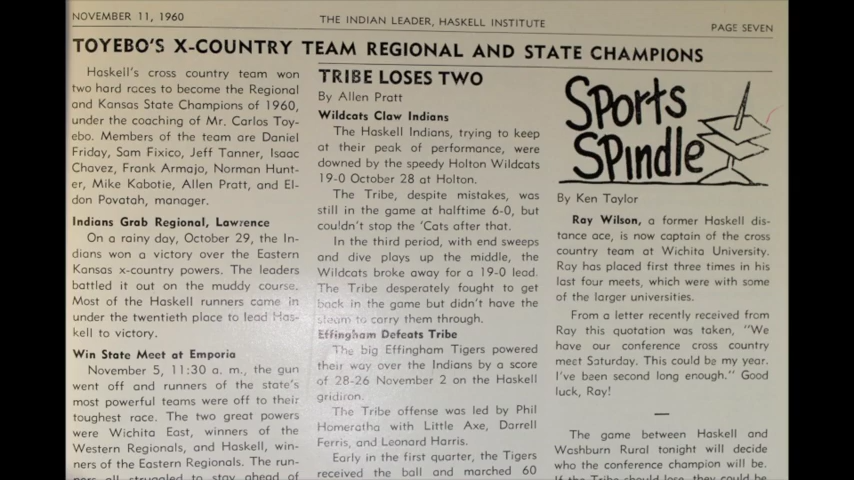 NOVEMBER 11, 1960
THE INDIAN LEADER, HASKELL INSTITUTE
PAGE SEVEN
TOYEBO'S X-COUNTRY TEAM REGIONAL AND STATE CHAMPIONS
Haskell's cross country team won
two hard races to become the Regional
and Kansas State Champions of 1960,
under the coaching of Mr. Carlos Toy-
ebo. Members of the team are Daniel
Friday, Sam Fixico, Jeff Tanner, Isaac
Chavez, Frank Armajo, Norman Hunt-
er, Mike Kabotie, Allen Pratt, and El-
don Povatah, manager.
Indians Grab Regional, Lawrence
On a rainy day, October 29, the In-
dians won a victory over the Eastern
Kansas x-country powers. The leaders
battled it out on the muddy course.
Most of the Haskell runners came in
under the twentieth place to lead Has-
kell to victory.
Win State Meet at Emporia
November 5, 11:30 a. m., the gun
went off and runners of the state's
most powerful teams were off to their
toughest race. The two great powers
were Wichita East, winners of the
Western Regionals, and Haskell, win-
ners of the Eastern Regionals. The run-
ners all struggled to stay ahead of
TRIBE LOSES TWO
By Allen Pratt
Wildcats Claw Indians
The Haskell Indians, trying to keep
at their peak of performance, were
downed by the speedy Holton Wildcats
19-0 October 28 at Holton.
The Tribe, despite mistakes, was
still in the game at halftime 6-0, but
couldn't stop the 'Cats after that.
In the third period, with end sweeps
and dive plays up the middle, the
Wildcats broke away for a 19-0 lead.
The Tribe desperately fought to get
back in the game but didn't have the
steam to carry them through.
Effingham Defeats Tribe
The big Effingham Tigers powered
their way over the Indians by a score
of 28-26 November 2 on the Haskell
gridiron.
The Tribe offense was led by Phil
Homeratha with Little Axe, Darrell
Ferris, and Leonard Harris.
Early in the first quarter, the Tigers
received the ball and marched 60
Sports
SPindle
By Ken Taylor
Ray Wilson, a former Haskell dis-
tance ace, is now captain of the cross
country team at Wichita University.
Ray has placed first three times in his
last four meets, which were with some
of the larger universities.
From a letter recently received from
Ray this quotation was taken, "We
have our conference cross country
meet Saturday. This could be my year.
I've been second long enough." Good
luck, Ray!
The game between Haskell and
Washburn Rural tonight will decide
who the conference champion will be.
If the Tribe should lose, they could be